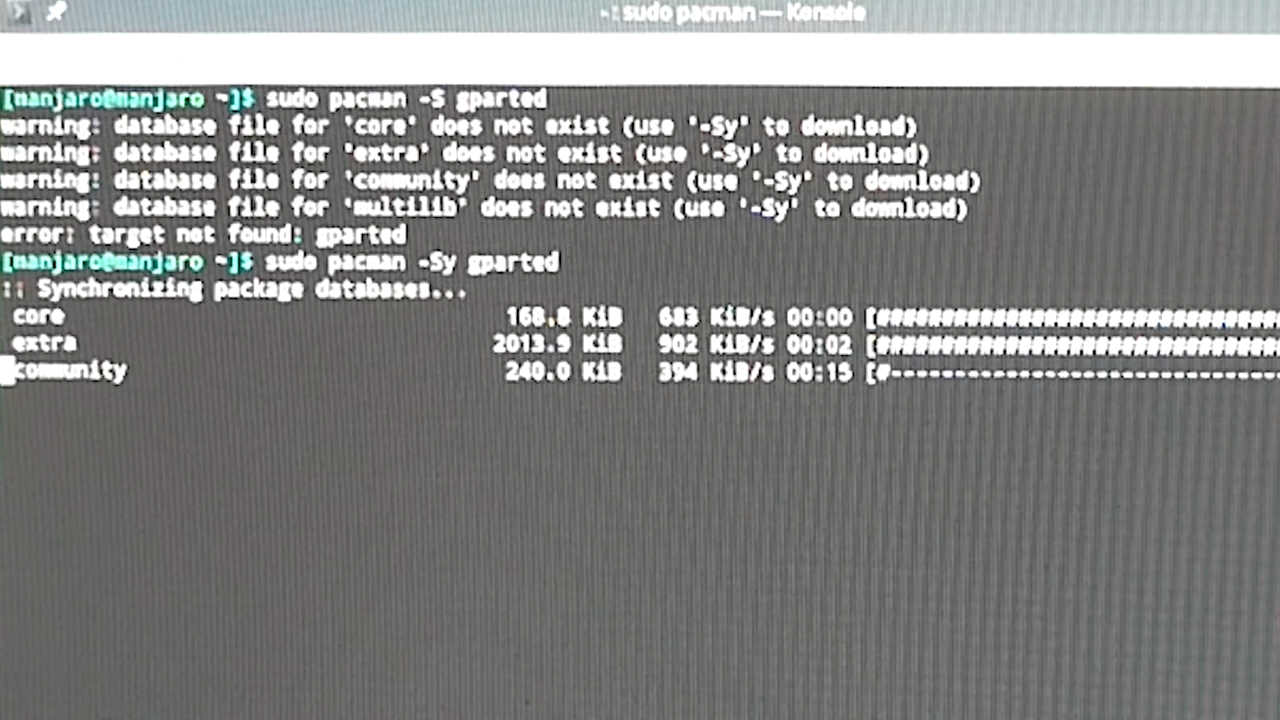 ~ : sudo pacman — Konsole
[manjaro@manjaro ~]$ sudo pacman -S gparted
warning: database file for 'core' does not exist (use '-Sy' to download)
warning: database file for 'extra' does not exist (use '-Sy' to download)
warning: database file for 'community' does not exist (use '-Sy' to download)
warning: database file for 'multilib' does not exist (use '-Sy' to download)
error: target not found: gparted
[manjaro@manjaro ~]$ sudo pacman -Sy gparted
:: Synchronizing package databases...
core 168.8 KiB 683 KiB/s 00:00 [##################################
extra 2013.9 KiB 902 KiB/s 00:02 [##################################
community 240.0 KiB 394 KiB/s 00:15 [#---------------------------------